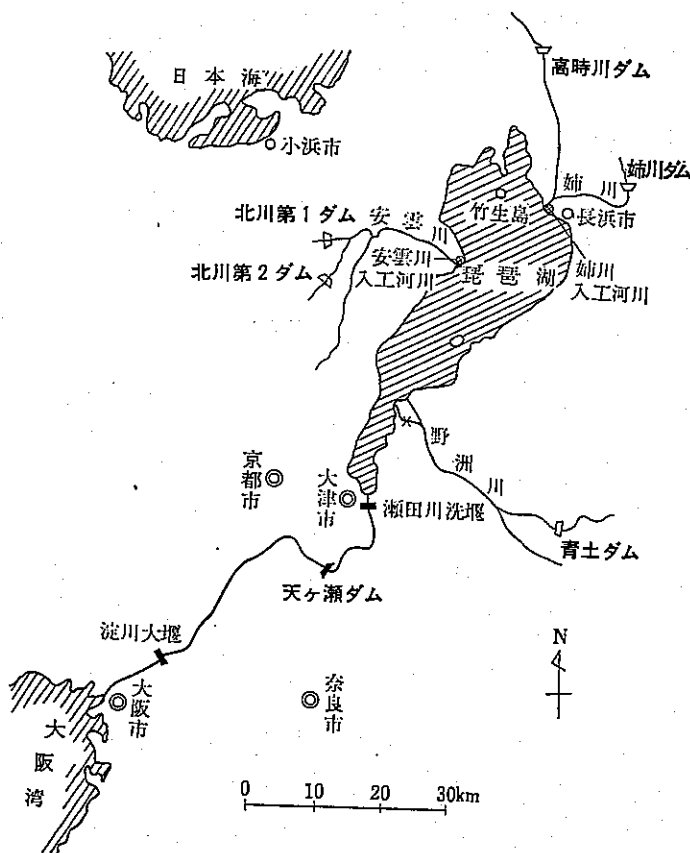 日本海
小浜市
高時川ダム
姉川
姉川ダム
竹生島
長浜市
北川第1ダム
安雲川
安雲川
入工河川
北川第2ダム
琵琶湖
姉川
入工河川
野洲川
京都市
大津市
瀬田川洗堰
青土ダム
天ヶ瀬ダム
淀川大堰
N
大阪市
奈良市
大阪湾
0 10 20 30km